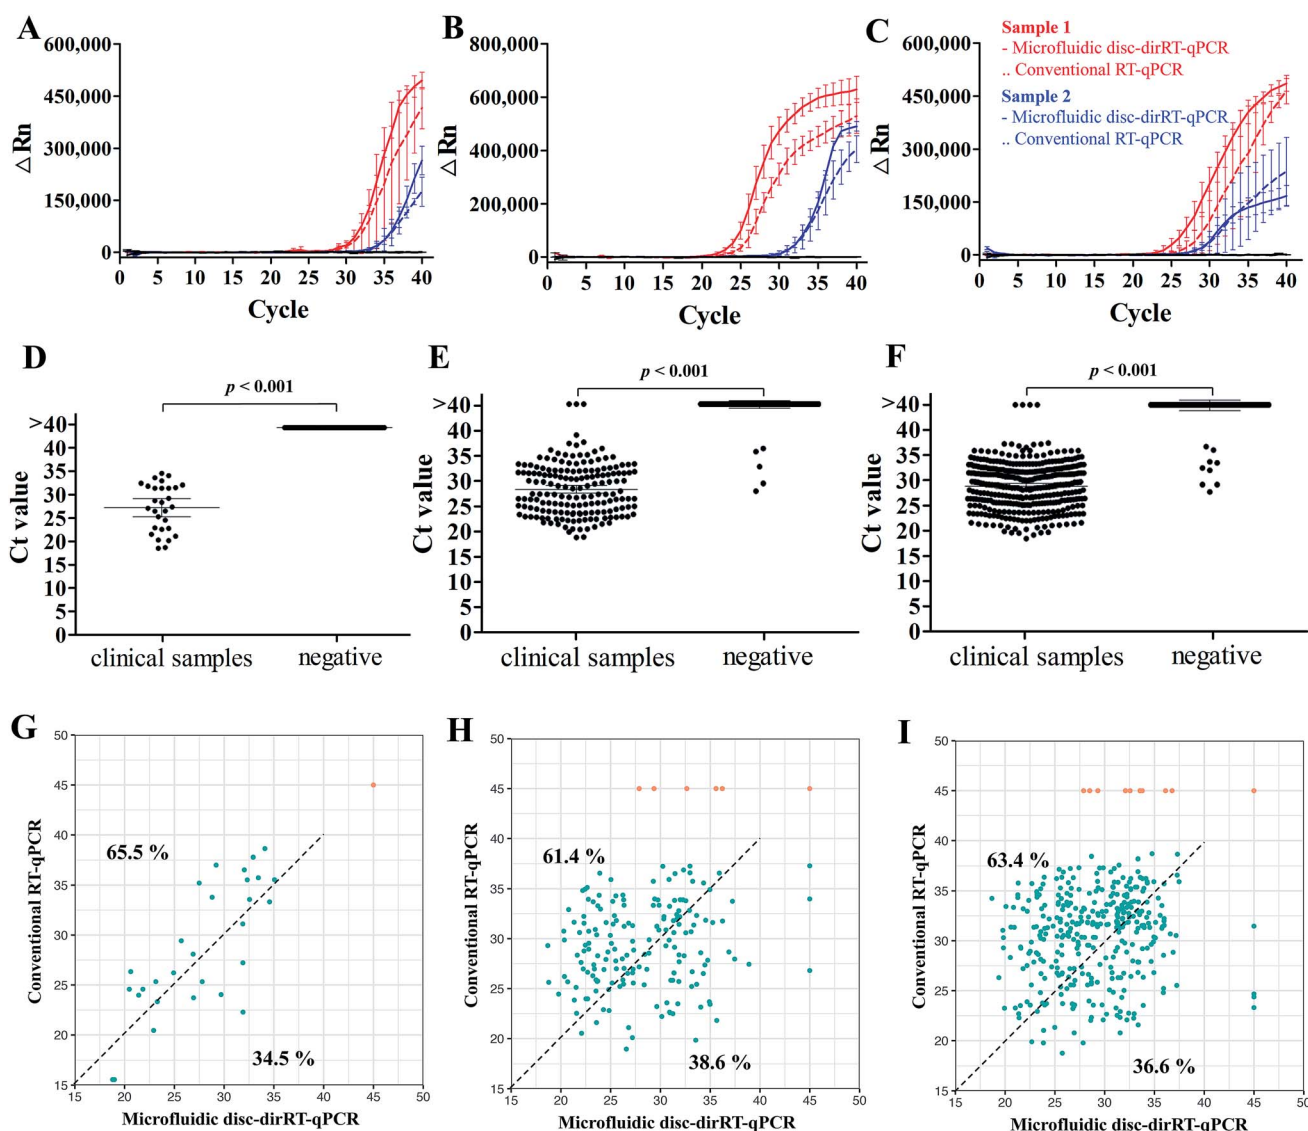 A
△Rn
600,000
450,000
300,000
150,000
0
0 5 10 15 20 25 30 35 40
Cycle
B
△Rn
800,000
600,000
400,000
200,000
0
0 5 10 15 20 25 30 35 40
Cycle
C
△Rn
600,000
450,000
300,000
150,000
0
0 5 10 15 20 25 30 35 40
Cycle
Sample 1
- Microfluidic disc-dirRT-qPCR
.. Conventional RT-qPCR
Sample 2
- Microfluidic disc-dirRT-qPCR
.. Conventional RT-qPCR
D
p < 0.001
Ct value
>40
40
35
30
25
20
10
10
5
0
clinical samples negative
E
p < 0.001
Ct value
>40
40
35
30
25
20
15
10
5
0
clinical samples negative
F
p < 0.001
Ct value
>40
40
35
30
25
20
15
10
5
0
clinical samples negative
G
Conventional RT-qPCR
50
45
40
35
30
25
20
15
65.5 %
34.5 %
15 20 25 30 35 40 45 50
Microfluidic disc-dirRT-qPCR
H
Conventional RT-qPCR
50
45
40
35
30
25
20
15
61.4 %
38.6 %
15 20 25 30 35 40 45 50
Microfluidic disc-dirRT-qPCR
I
Conventional RT-qPCR
50
45
40
35
30
25
20
15
63.4 %
36.6 %
15 20 25 30 35 40 45 50
Microfluidic disc-dirRT-qPCR